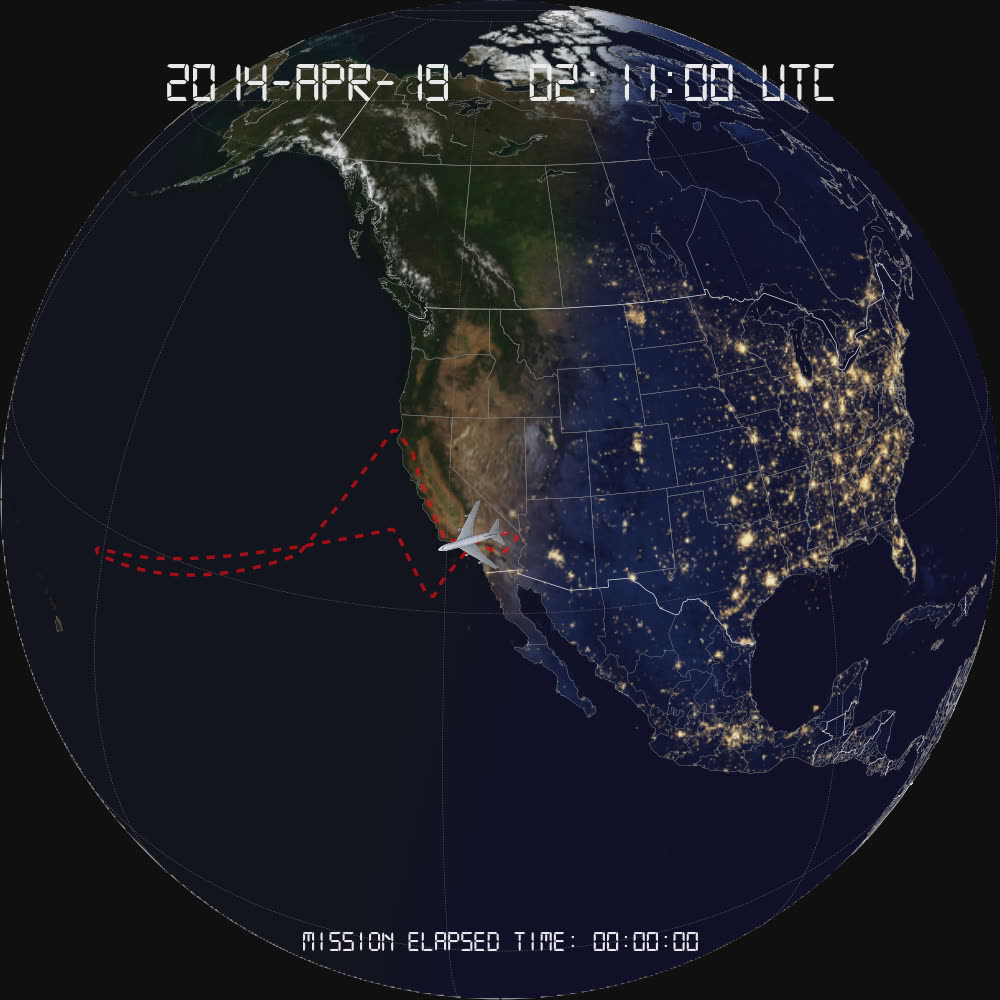 2014-APR-19 02:11:00 UTC
MISSION ELAPSED TIME: 00:00:00